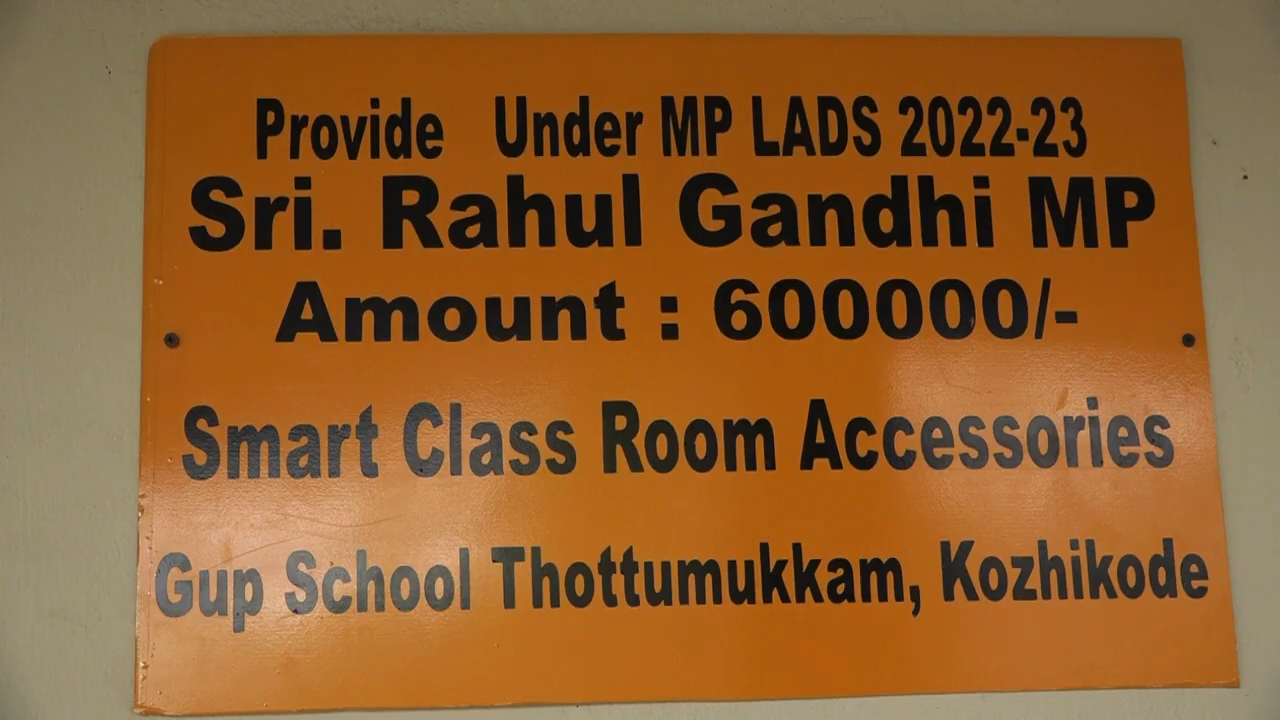 Provide Under MP LADS 2022-23
Sri. Rahul Gandhi MP
Amount : 600000/-
Smart Class Room Accessories
Gup School Thottumukkam, Kozhikode